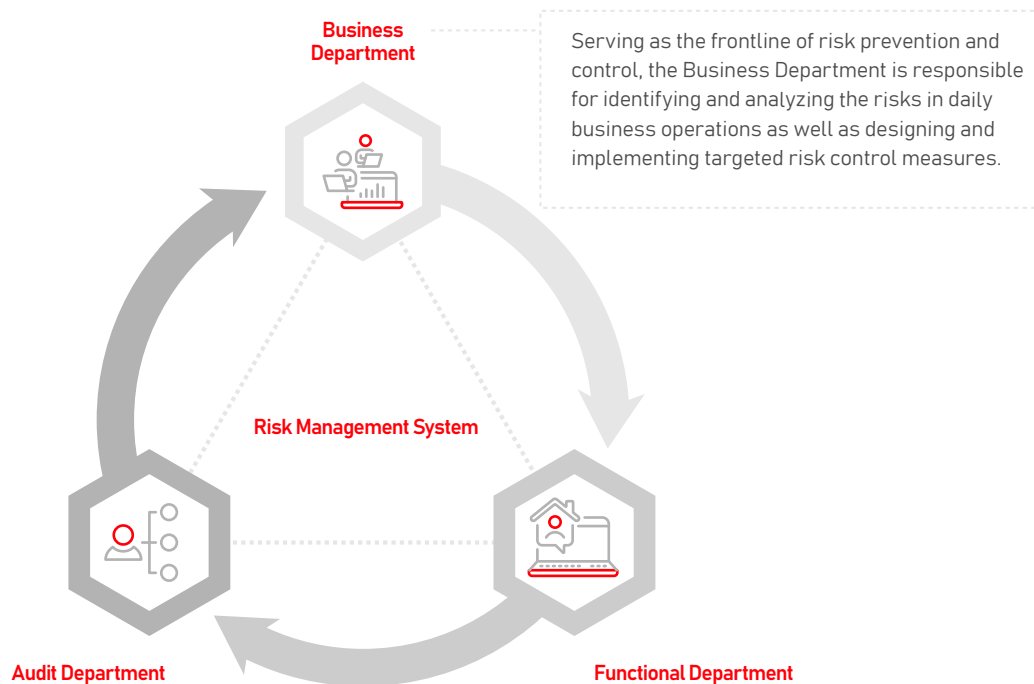 Business
Department
Serving as the frontline of risk prevention and
control, the Business Department is responsible
for identifying and analyzing the risks in daily
business operations as well as designing and
implementing targeted risk control measures.
Risk Management System
Audit Department
Functional Department